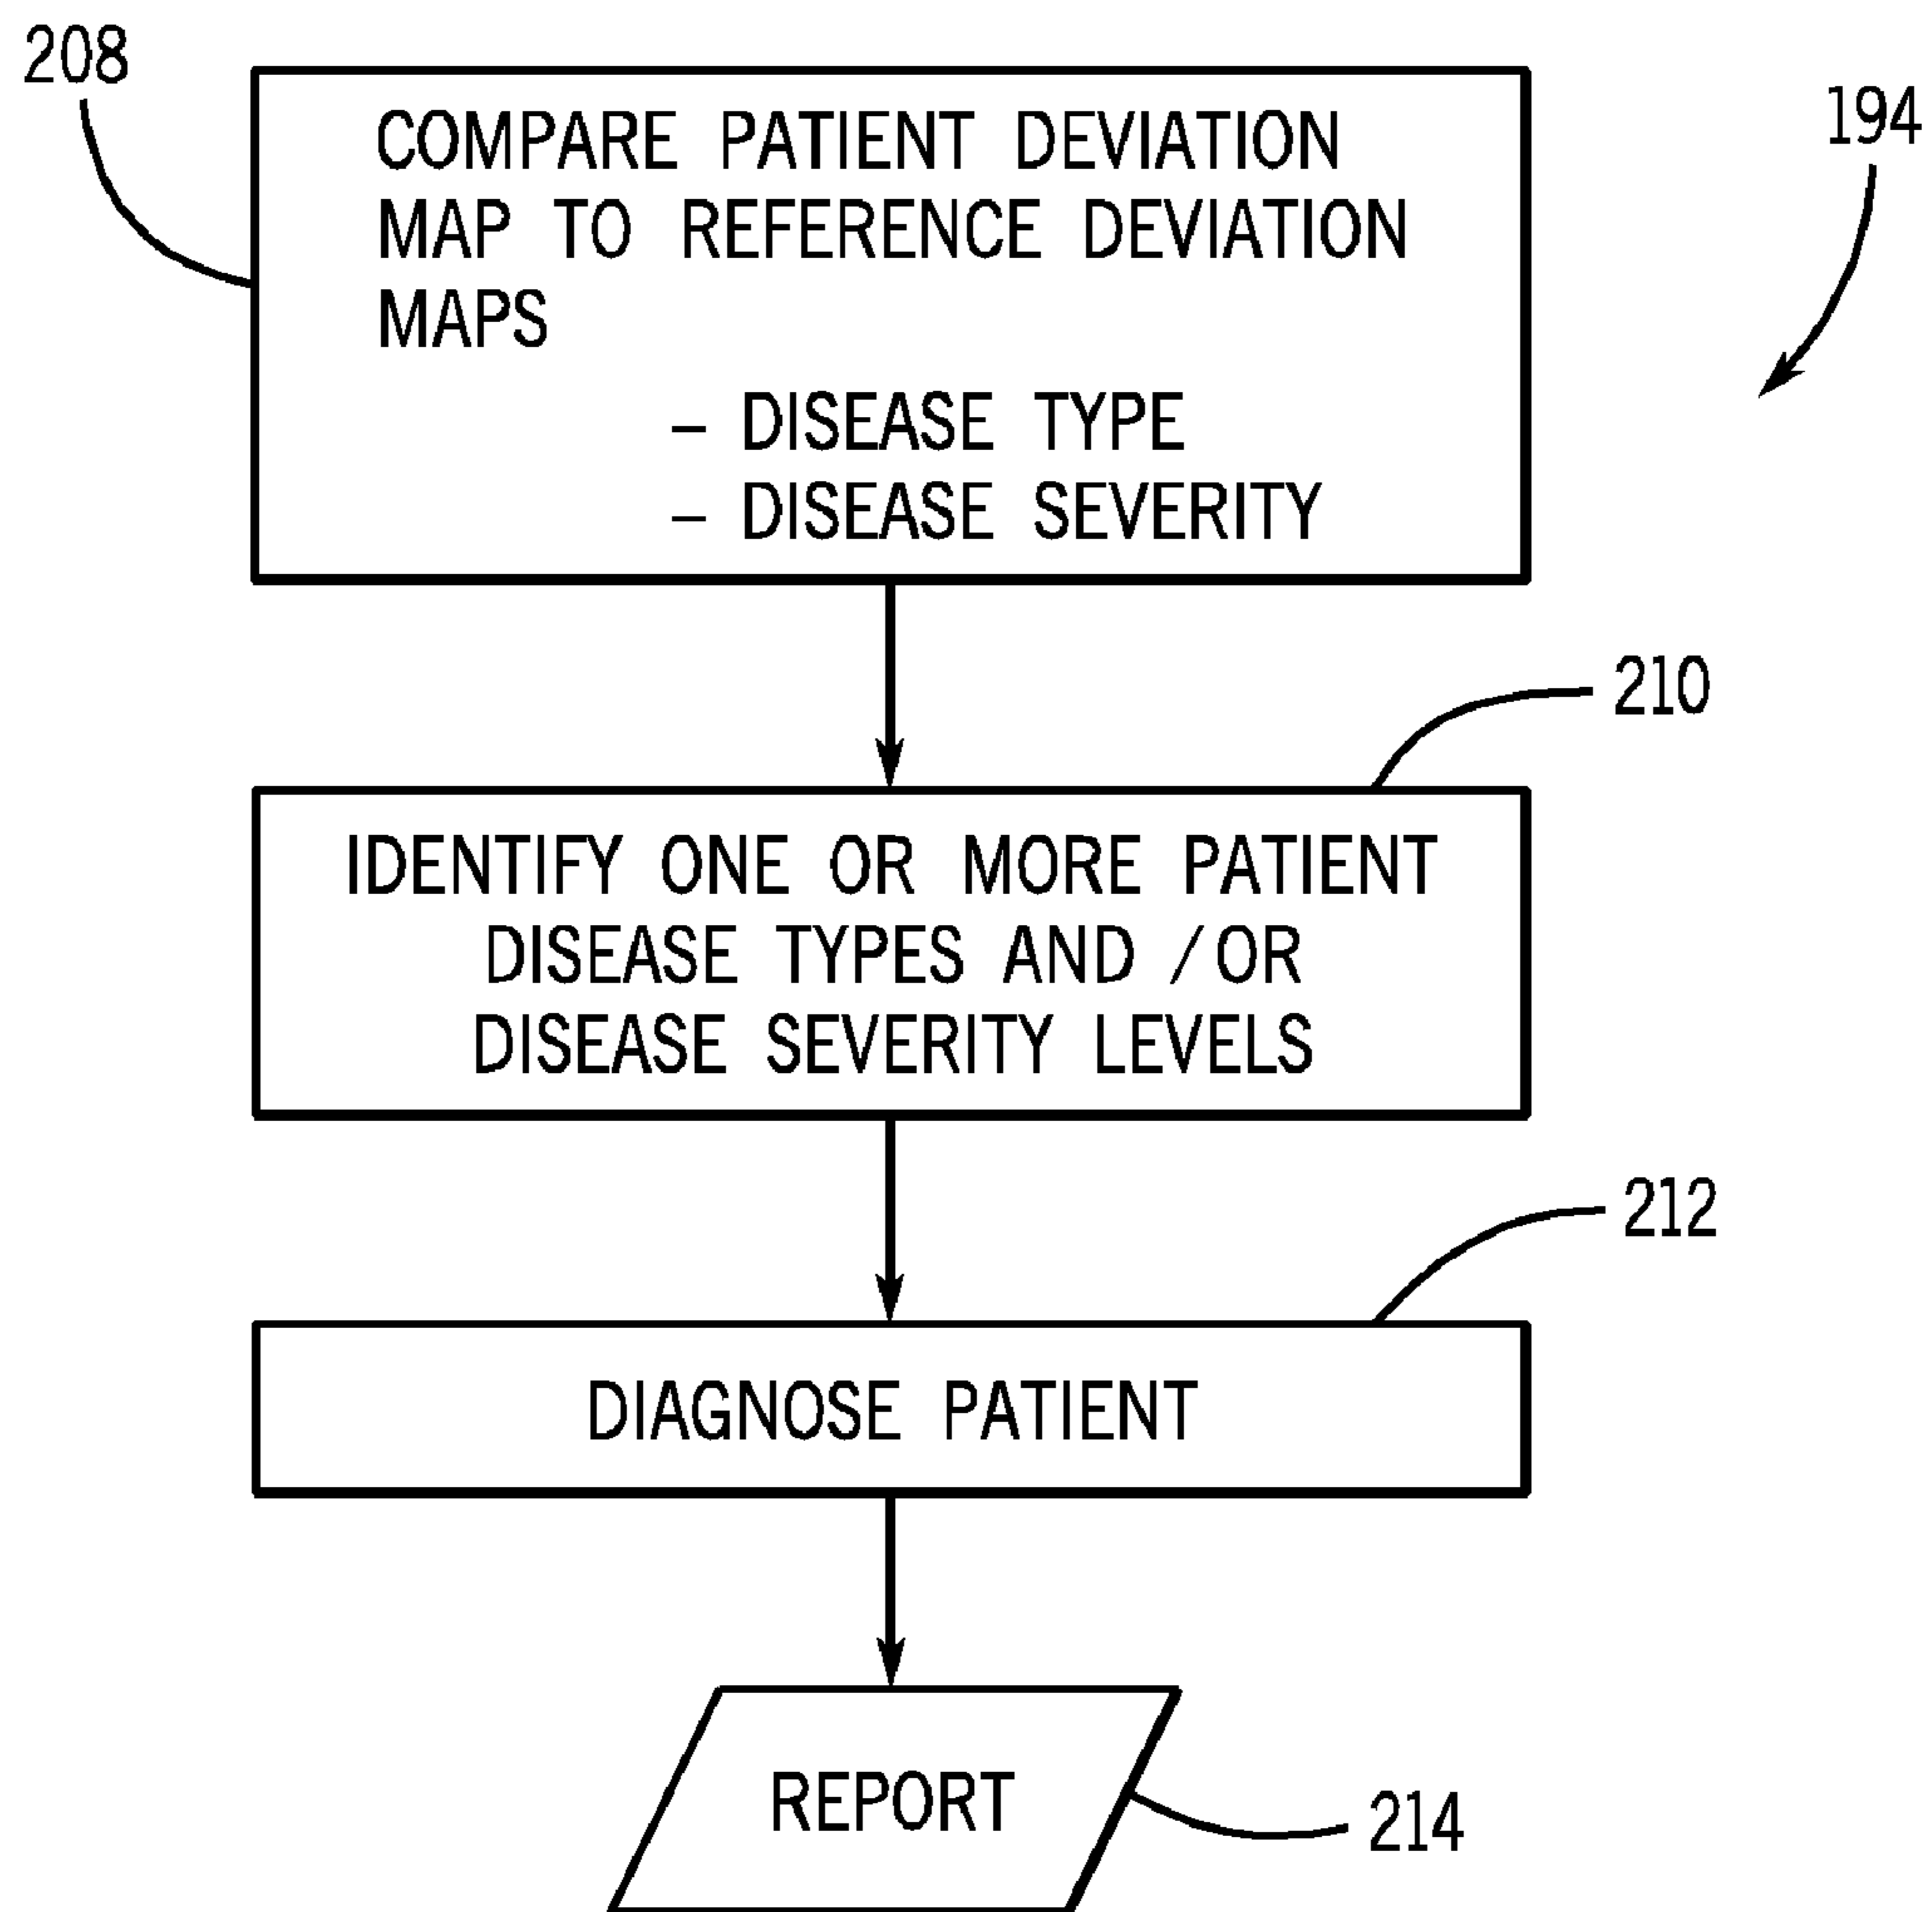 208
194
COMPARE PATIENT DEVIATION
MAP TO REFERENCE DEVIATION
MAPS
- DISEASE TYPE
- DISEASE SEVERITY
210
IDENTIFY ONE OR MORE PATIENT
DISEASE TYPES AND /OR
DISEASE SEVERITY LEVELS
212
DIAGNOSE PATIENT
REPORT
214